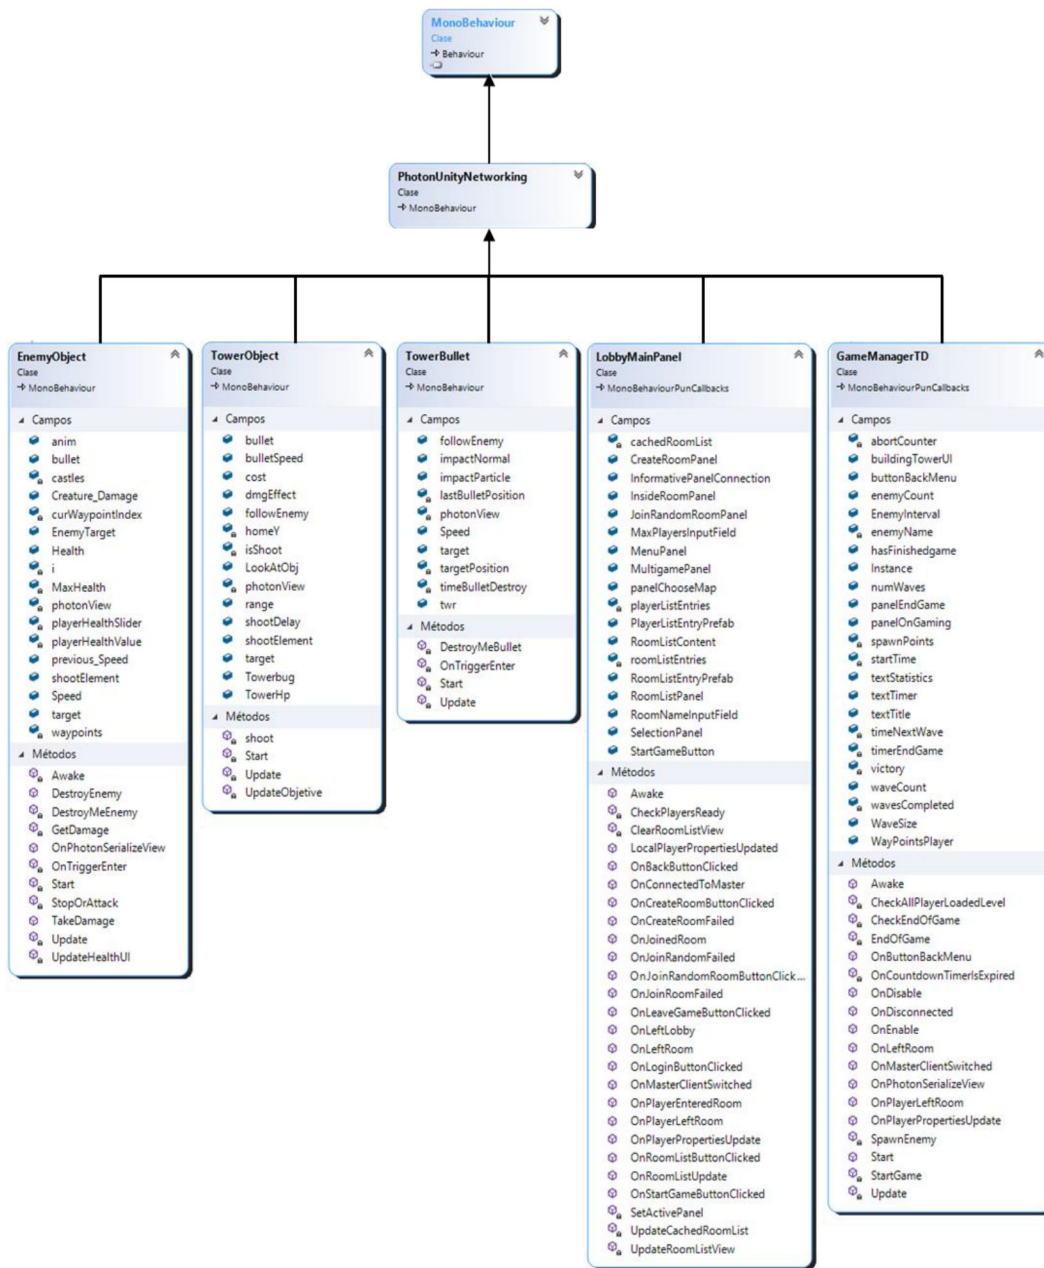 MonoBehaviour
Clase
Behaviour
PhotonUnityNetworking
Clase
MonoBehaviour
EnemyObject
Clase
MonoBehaviour
Campos
anim
bullet
castles
Creature_Damage
curWaypointIndex
EnemyTarget
Health
i
MaxHealth
photonView
playerHealthSlider
playerHealthValue
previous_Speed
shootElement
Speed
target
waypoints
Métodos
Awake
DestroyEnemy
DestroyMeEnemy
GetDamage
OnPhotonSerializeView
OnTriggerEnter
Start
StopOrAttack
TakeDamage
Update
UpdateHealthUI
TowerObject
Clase
MonoBehaviour
Campos
bullet
bulletSpeed
cost
dmgEffect
followEnemy
homeY
isShoot
LookAtObj
photonView
range
shootDelay
shootElement
target
Towerbug
TowerHp
Métodos
shoot
Start
Update
UpdateObjetive
TowerBullet
Clase
MonoBehaviour
Campos
followEnemy
impactNormal
impactParticle
lastBulletPosition
photonView
Speed
target
targetPosition
timeBulletDestroy
twr
Métodos
DestroyMeBullet
OnTriggerEnter
Start
Update
LobbyMainPanel
Clase
MonoBehaviourPunCallbacks
Campos
cachedRoomList
CreateRoomPanel
InformativePanelConnection
InsideRoomPanel
JoinRandomRoomPanel
MaxPlayersInputField
MenuPanel
MultigamePanel
panelChooseMap
playerListEntries
PlayerListEntryPrefab
RoomListContent
roomListEntries
RoomListEntryPrefab
RoomListPanel
RoomNameInputField
SelectionPanel
StartGameButton
Métodos
Awake
CheckPlayersReady
ClearRoomListView
LocalPlayerPropertiesUpdated
OnBackButtonClicked
OnConnectedToMaster
OnCreateRoomButtonClicked
OnCreateRoomFailed
OnJoinedRoom
OnJoinRandomFailed
OnJoinRandomRoomButtonClick...
OnJoinRoomFailed
OnLeaveGameButtonClicked
OnLeftLobby
OnLeftRoom
OnLoginButtonClicked
OnMasterClientSwitched
OnPlayerEnteredRoom
OnPlayerLeftRoom
OnPlayerPropertiesUpdate
OnRoomListButtonClicked
OnRoomListUpdate
OnStartGameButtonClicked
SetActivePanel
UpdateCachedRoomList
UpdateRoomListView
GameManagerTD
Clase
MonoBehaviourPunCallbacks
Campos
abortCounter
buildingTowerUI
buttonBackMenu
enemyCount
EnemyInterval
enemyName
hasFinishedgame
Instance
numWaves
panelEndGame
panelOnGaming
spawnPoints
startTime
textStatistics
textTimer
textTitle
timeNextWave
timerEndGame
victory
waveCount
wavesCompleted
WaveSize
WayPointsPlayer
Métodos
Awake
CheckAllPlayerLoadedLevel
CheckEndOfGame
EndOfGame
OnButtonBackMenu
OnCountdownTimerIsExpired
OnDisable
OnDisconnected
OnEnable
OnLeftRoom
OnMasterClientSwitched
OnPhotonSerializeView
OnPlayerLeftRoom
OnPlayerPropertiesUpdate
SpawnEnemy
Start
StartGame
Update